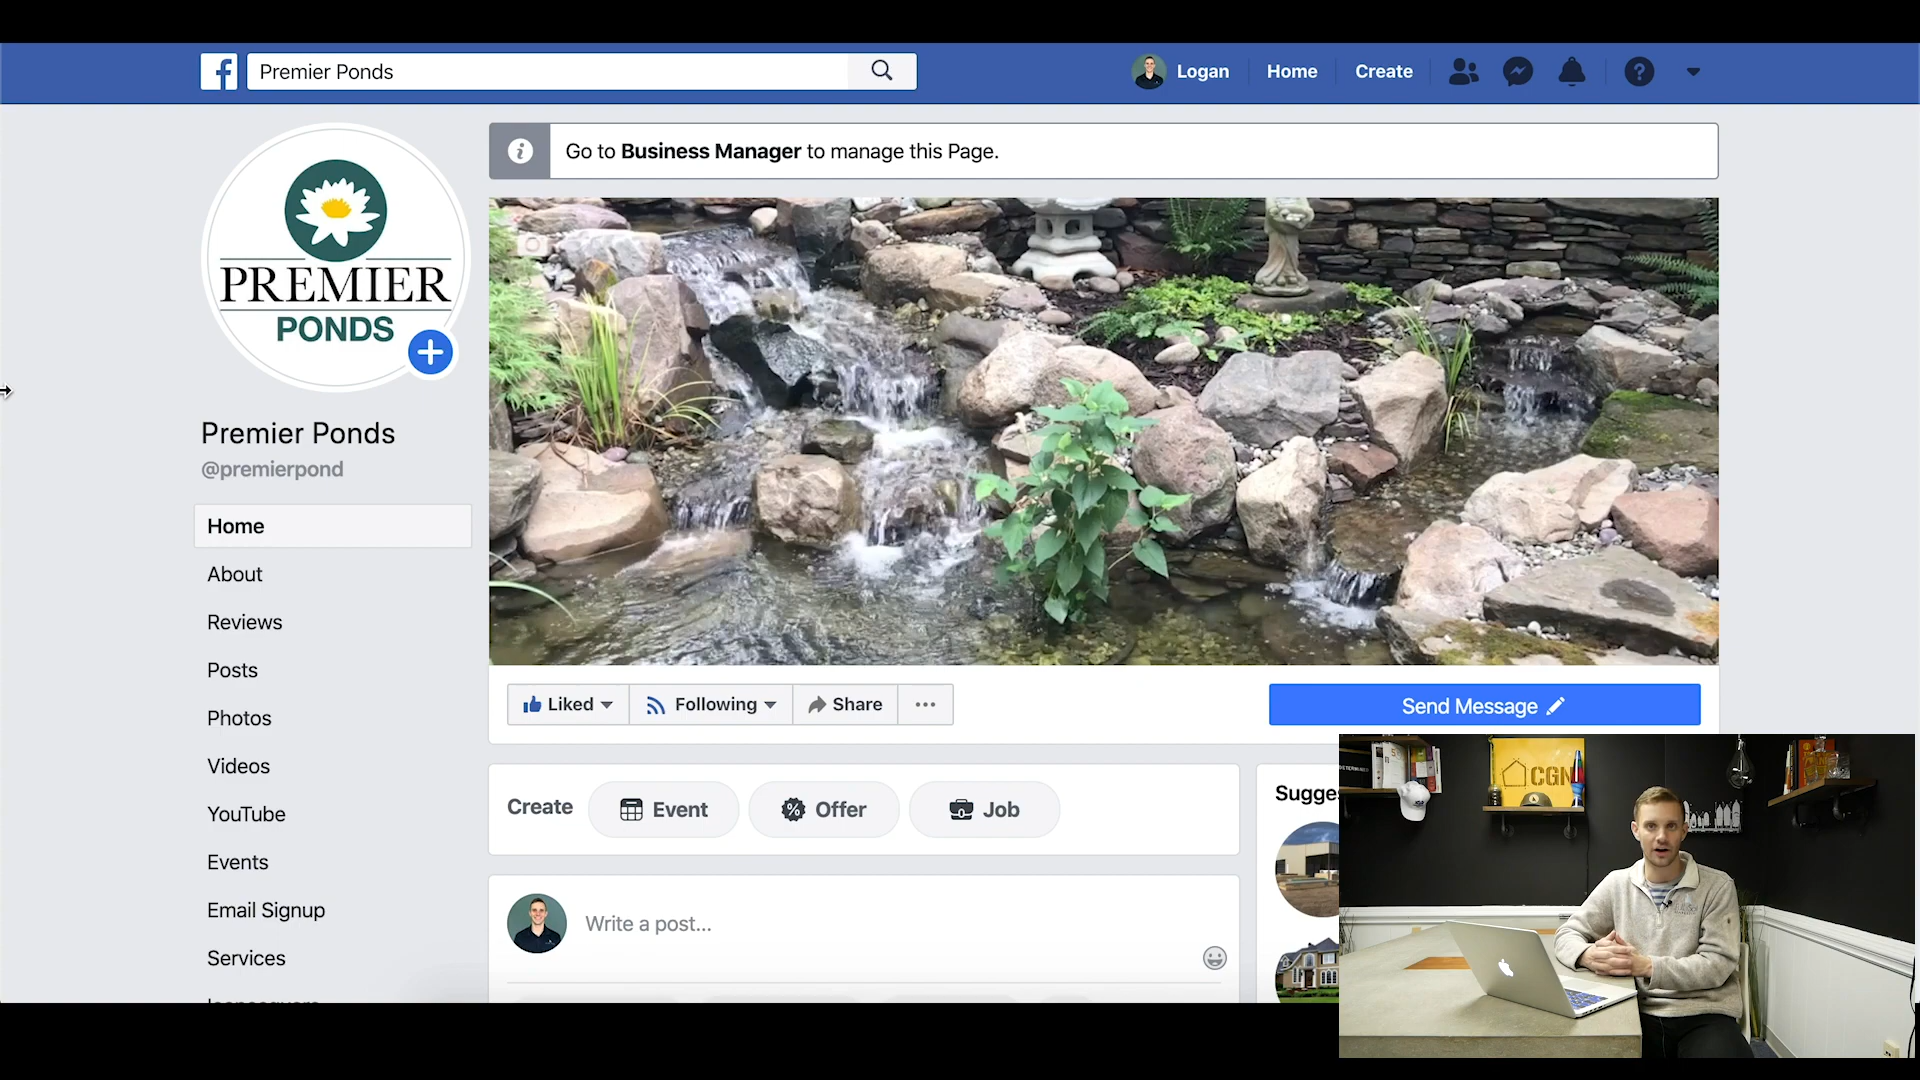 Premier Ponds
Logan
Home
Create
Go to Business Manager to manage this Page.
PREMIER
PONDS
Premier Ponds
@premierpond
Home
About
Reviews
Posts
Photos
Videos
YouTube
Events
Email Signup
Services
Liked
Following
Share
Send Message
Create
Event
Offer
Job
Write a post...
CGN